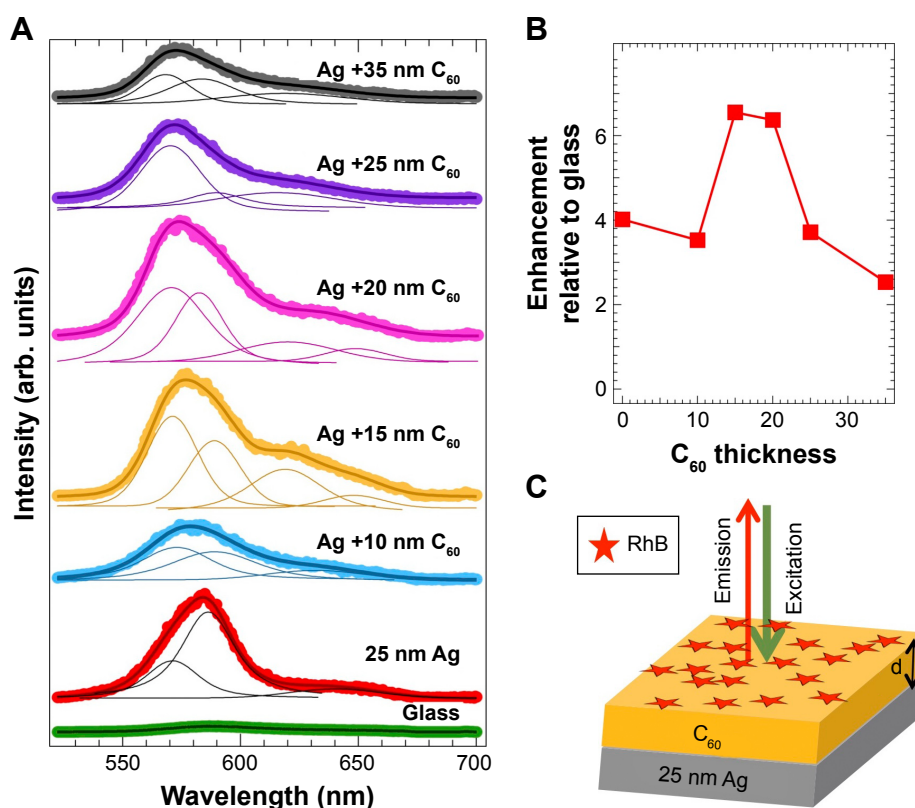 A
Ag +35 nm C₆₀
Ag +25 nm C₆₀
Ag +20 nm C₆₀
Ag +15 nm C₆₀
Ag +10 nm C₆₀
25 nm Ag
Glass
Intensity (arb. units)
550 600 650 700
Wavelength (nm)
B
Enhancement
relative to glass
6
4
2
0
0 10 20 30
C₆₀ thickness
C
RhB
Emission
Excitation
d
C₆₀
25 nm Ag